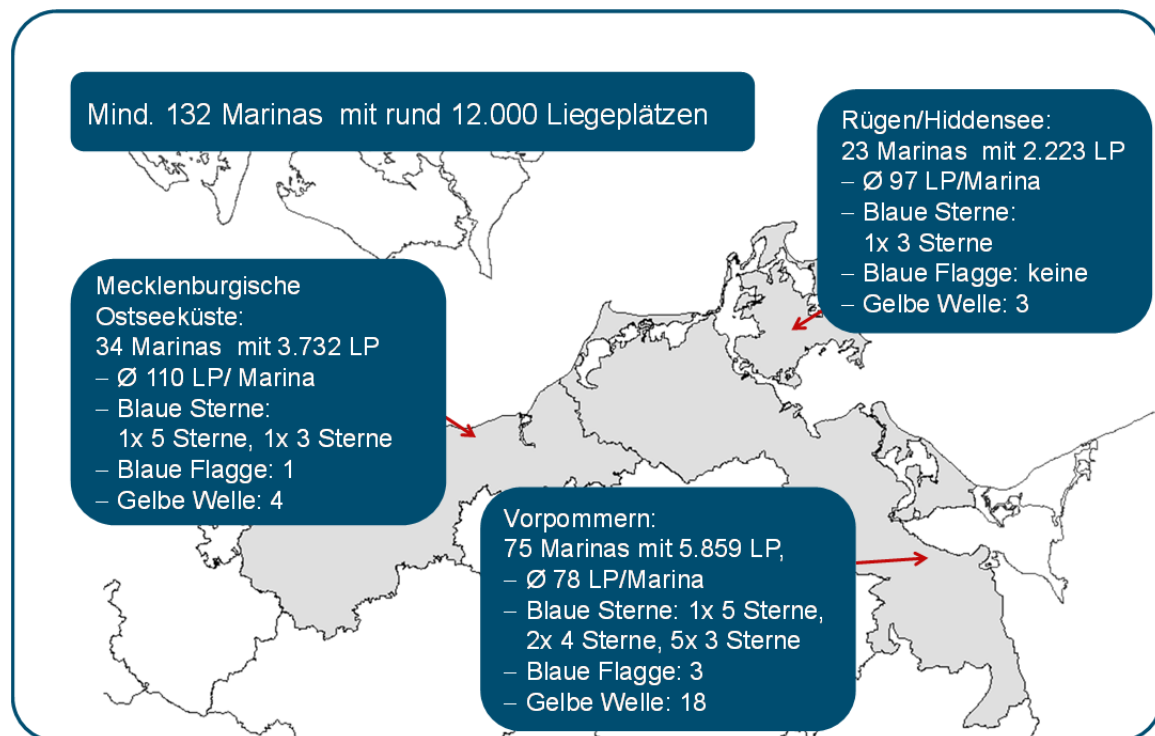 Mind. 132 Marinas mit rund 12.000 Liegeplätzen
Rügen/Hiddensee:
23 Marinas mit 2.223 LP
– Ø 97 LP/Marina
– Blaue Sterne:
1x 3 Sterne
– Blaue Flagge: keine
– Gelbe Welle: 3
Mecklenburgische
Ostseeküste:
34 Marinas mit 3.732 LP
– Ø 110 LP/ Marina
– Blaue Sterne:
1x 5 Sterne, 1x 3 Sterne
– Blaue Flagge: 1
– Gelbe Welle: 4
Vorpommern:
75 Marinas mit 5.859 LP,
– Ø 78 LP/Marina
– Blaue Sterne: 1x 5 Sterne,
2x 4 Sterne, 5x 3 Sterne
– Blaue Flagge: 3
– Gelbe Welle: 18